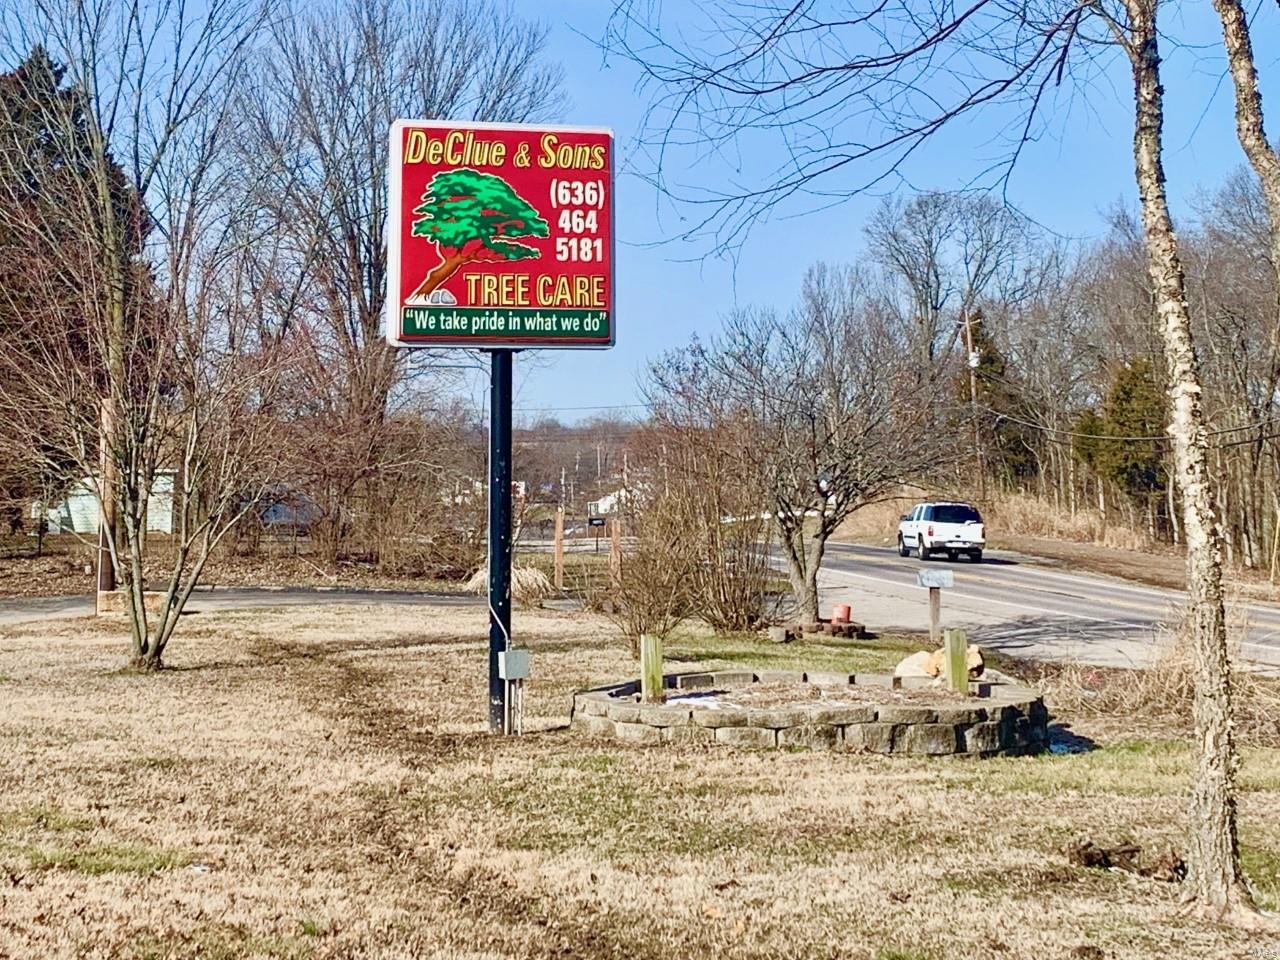 DeClue & Sons
(636)
464
5181
TREE CARE
"We take pride in what we do"